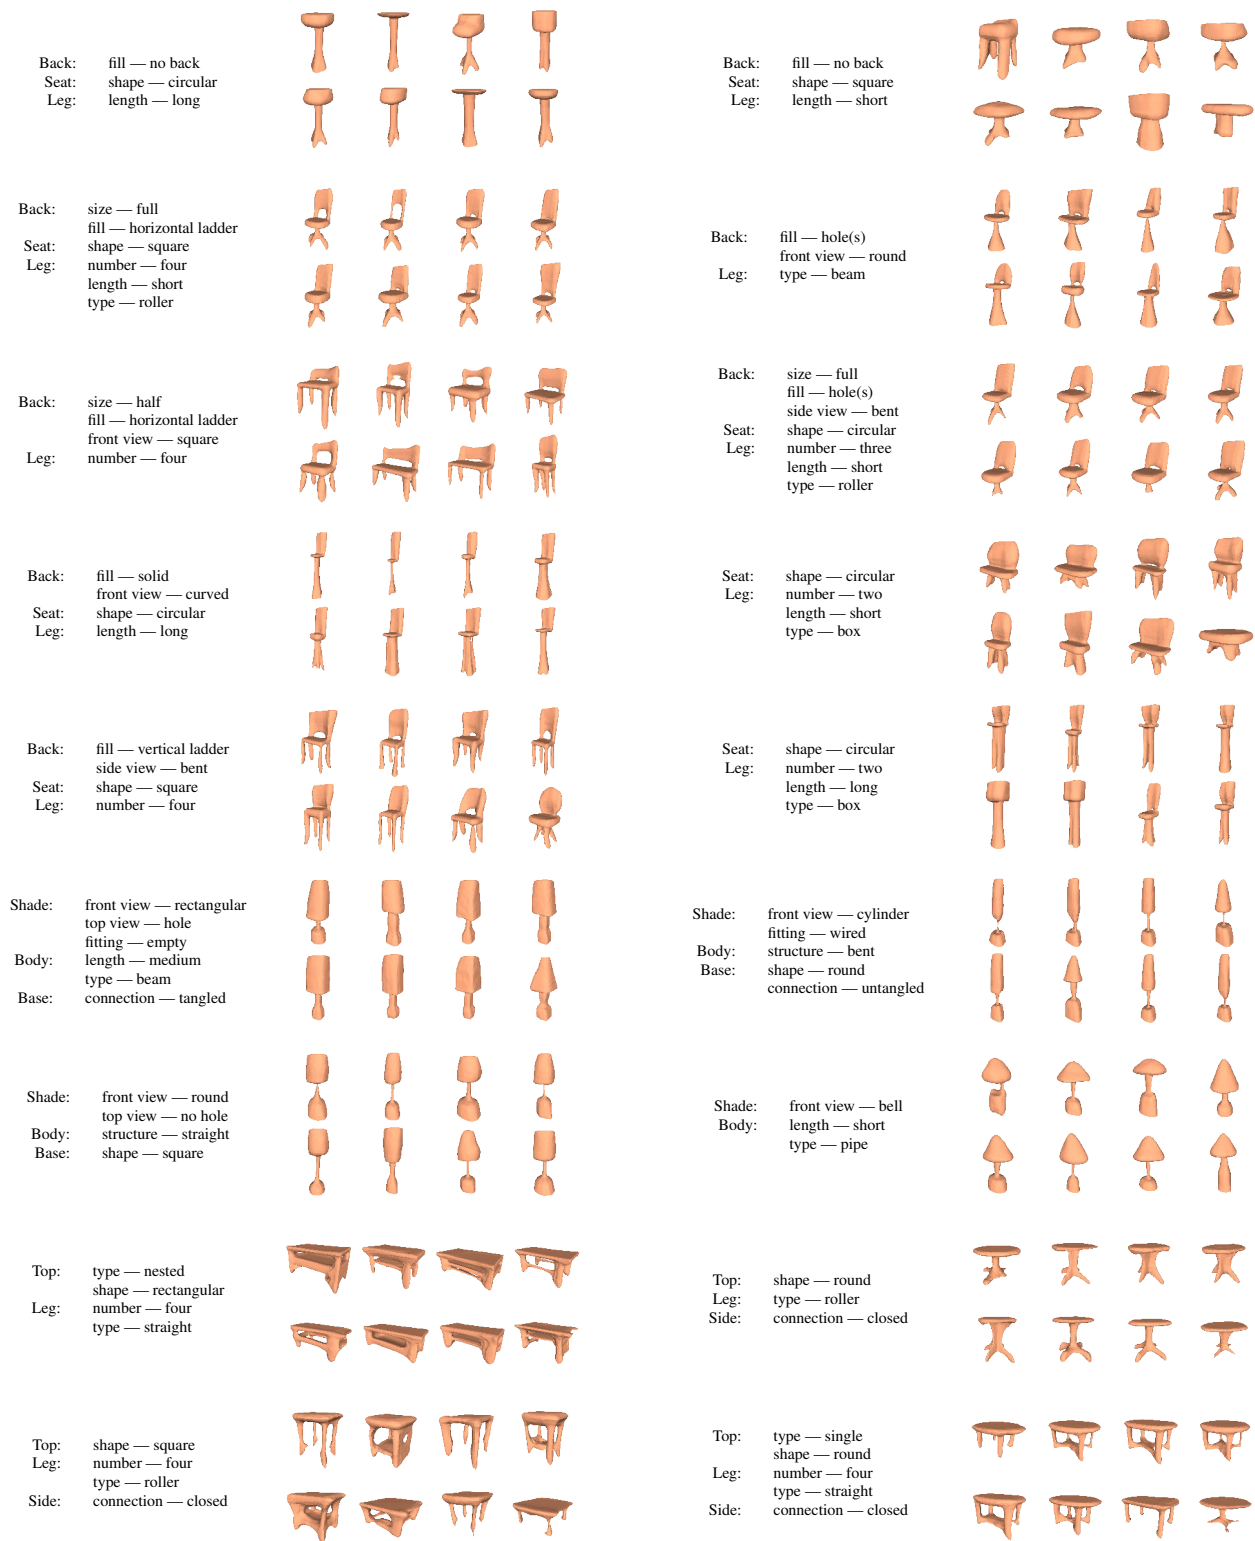 Back: fill — no back
Seat: shape — circular
Leg: length — long
Back: fill — no back
Seat: shape — square
Leg: length — short
Back: size — full
fill — horizontal ladder
Seat: shape — square
Leg: number — four
length — short
type — roller
Back: fill — hole(s)
front view — round
Leg: type — beam
Back: size — half
fill — horizontal ladder
front view — square
Leg: number — four
Back: size — full
fill — hole(s)
side view — bent
Seat: shape — circular
Leg: number — three
length — short
type — roller
Back: fill — solid
front view — curved
Seat: shape — circular
Leg: length — long
Seat: shape — circular
Leg: number — two
length — short
type — box
Back: fill — vertical ladder
side view — bent
Seat: shape — square
Leg: number — four
Seat: shape — circular
Leg: number — two
length — long
type — box
Shade: front view — rectangular
top view — hole
fitting — empty
Body: length — medium
type — beam
Base: connection — tangled
Shade: front view — cylinder
fitting — wired
Body: structure — bent
Base: shape — round
connection — untangled
Shade: front view — round
top view — no hole
Body: structure — straight
Base: shape — square
Shade: front view — bell
Body: length — short
type — pipe
Top: type — nested
shape — rectangular
Leg: number — four
type — straight
Top: shape — round
Leg: type — roller
Side: connection — closed
Top: shape — square
Leg: number — four
type — roller
Side: connection — closed
Top: type — single
shape — round
Leg: number — four
type — straight
Side: connection — closed